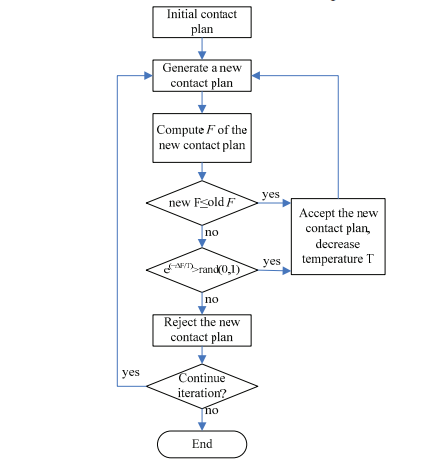 Initial contact
plan
Generate a new
contact plan
Compute F of the
new contact plan
new F≤old F
yes
no
Accept the new
contact plan,
decrease
temperature T
e^(-ΔF/T)>rand(0,1)
yes
no
Reject the new
contact plan
yes
Continue
iteration?
no
End